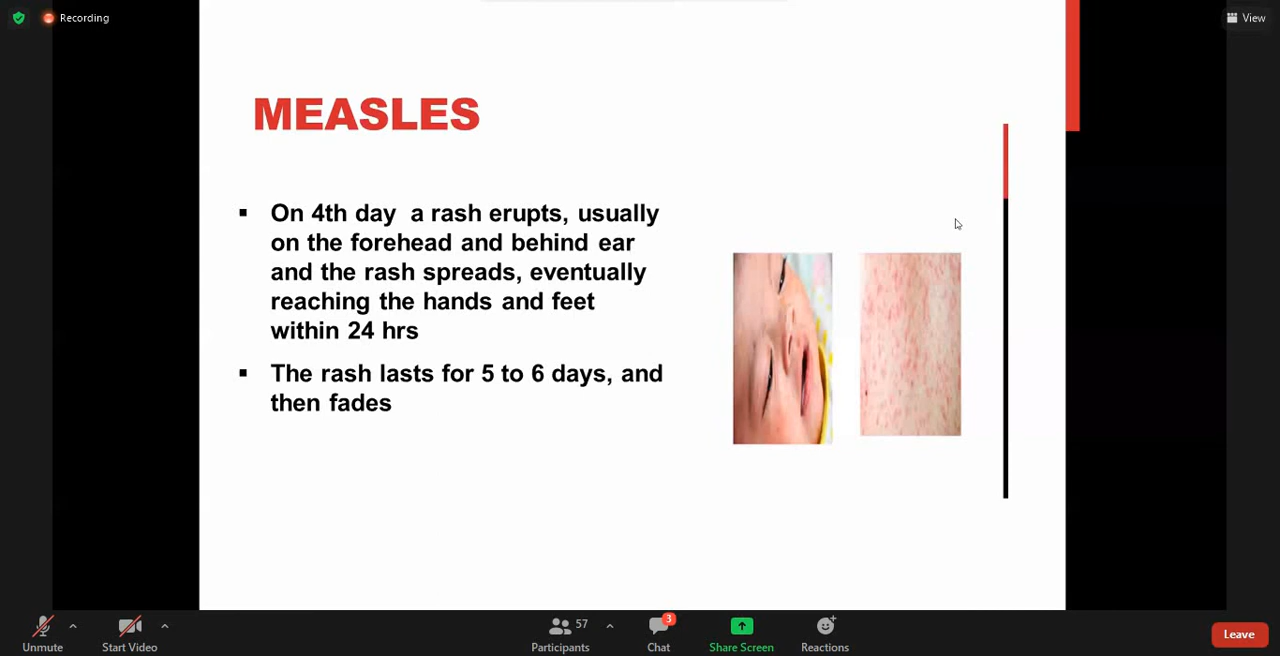 Recording
View
MEASLES
▪ On 4th day a rash erupts, usually
on the forehead and behind ear
and the rash spreads, eventually
reaching the hands and feet
within 24 hrs
▪ The rash lasts for 5 to 6 days, and
then fades
Unmute
Start Video
57
Participants
3
Chat
Share Screen
Reactions
Leave